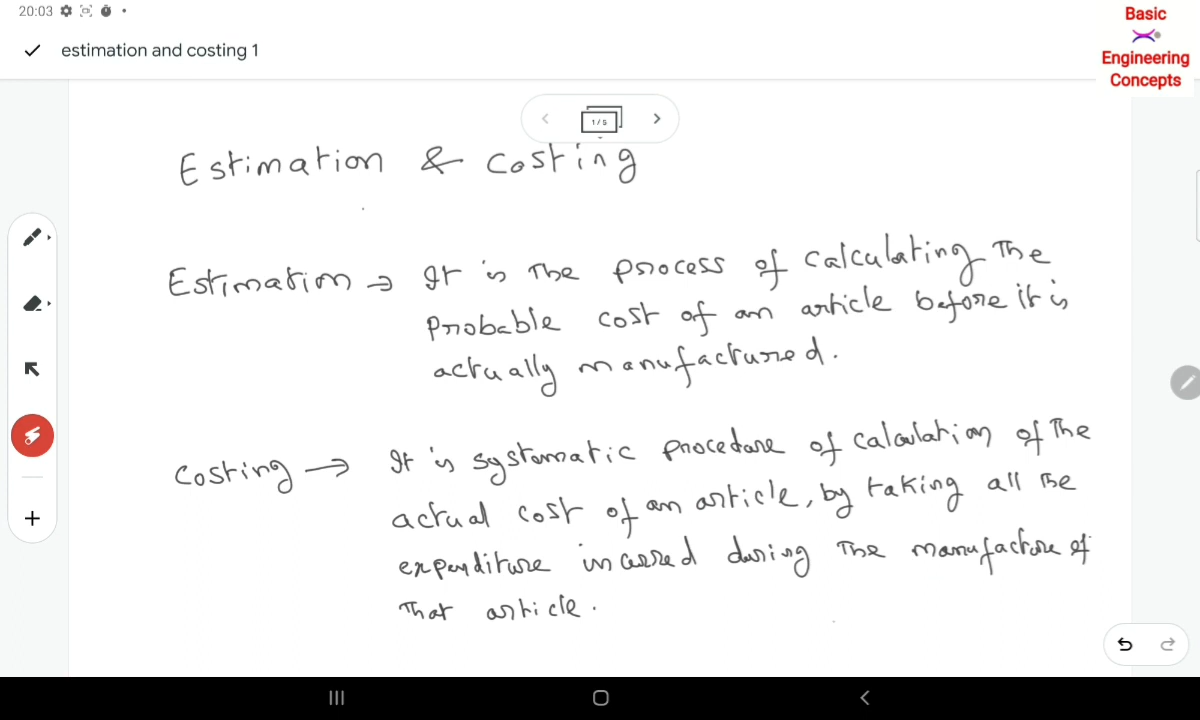 20:03
estimation and costing 1
Basic
Engineering
Concepts
1/5
Estimation & Costing
Estimation → It is the process of calculating the
probable cost of an article before it is
actually manufactured.
Costing → It is systematic procedure of calculation of the
actual cost of an article, by taking all the
expenditure incurred during the manufacture of
that article.